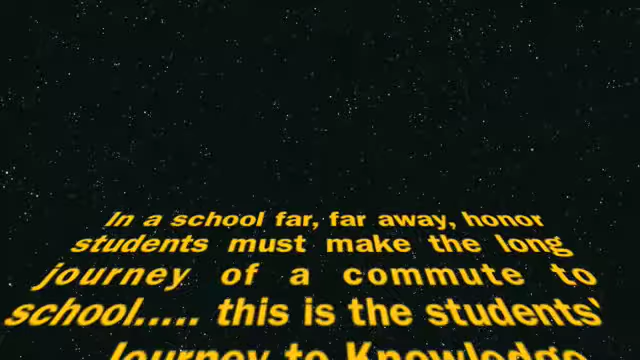 In a school far, far away, honor
students must make the long
journey of a commute to
school..... this is the students'
Journey to Knowledge